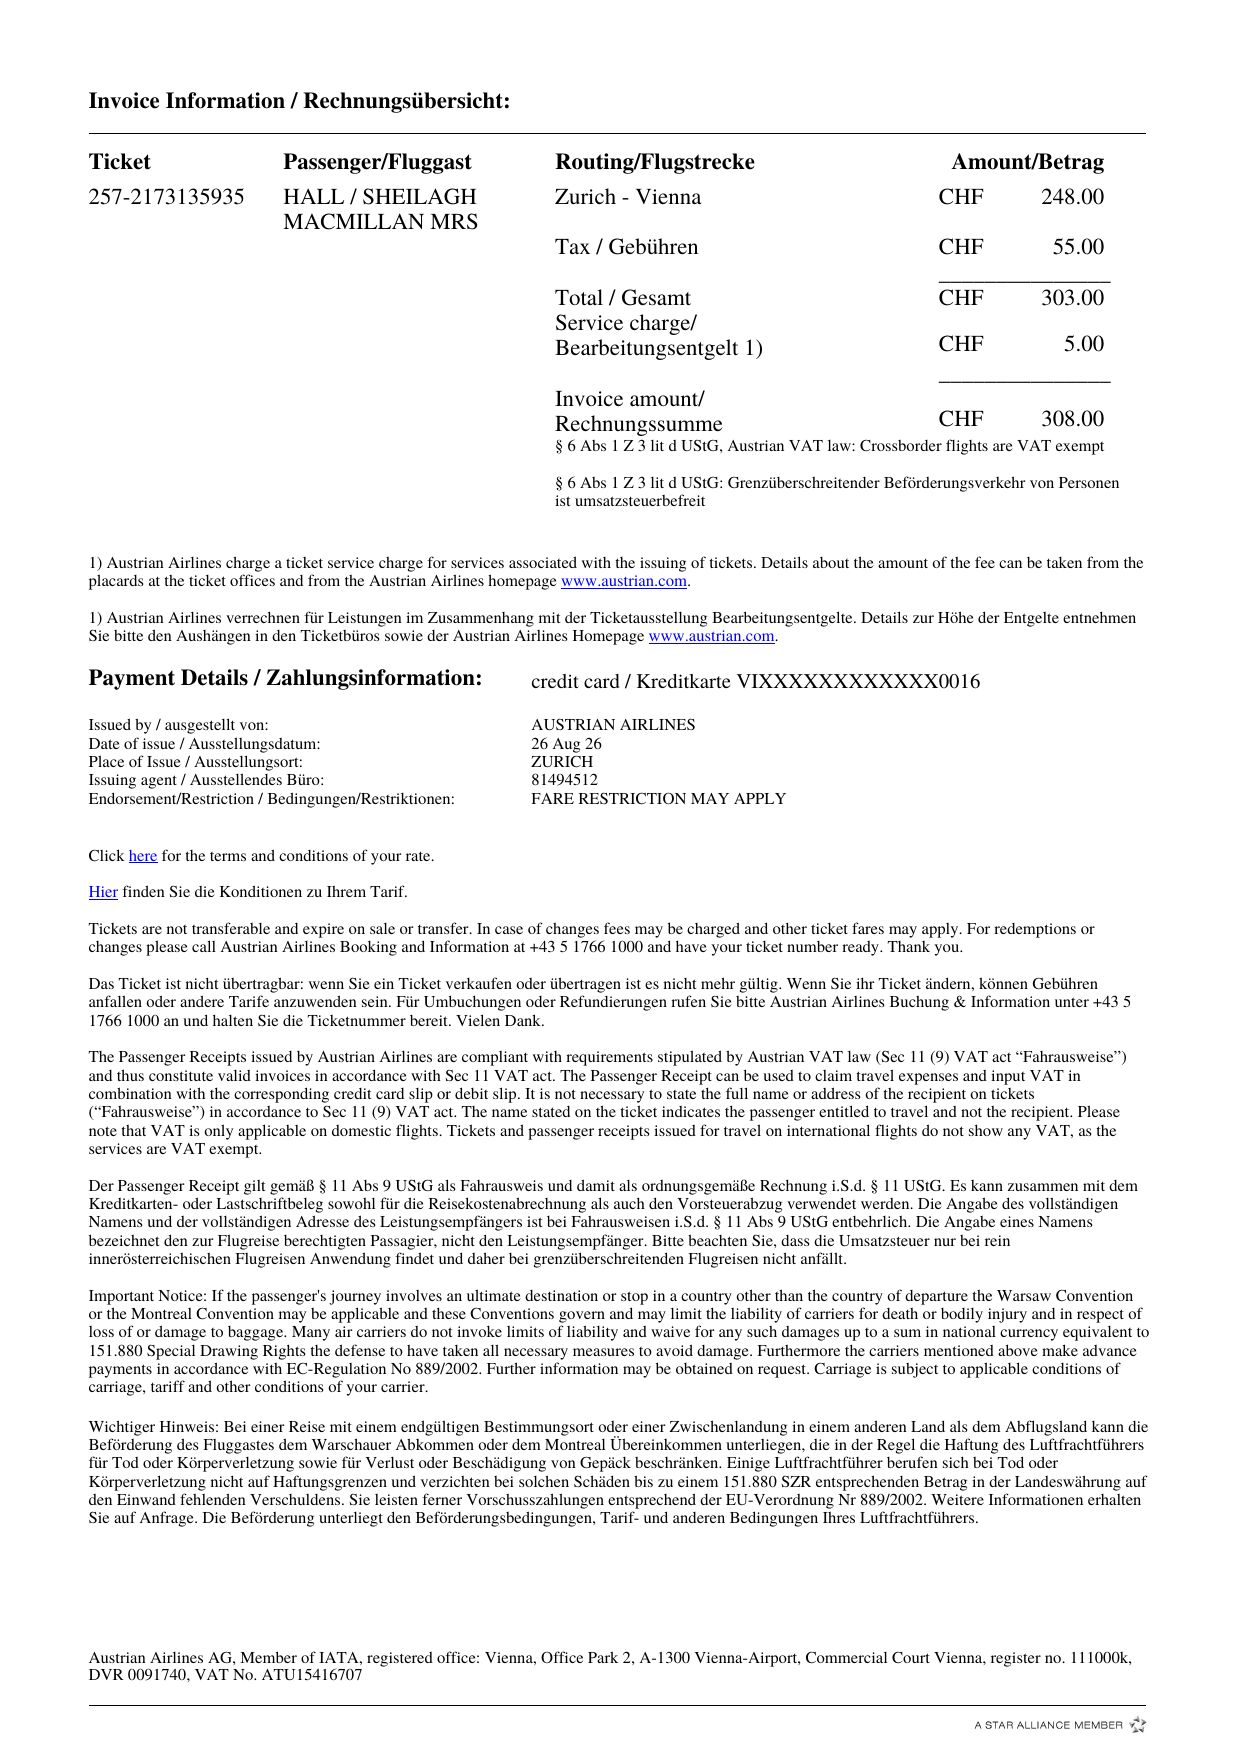 Invoice Information / Rechnungsübersicht:
Ticket Passenger/Fluggast Routing/Flugstrecke Amount/Betrag
257-2173135935 HALL / SHEILAGH Zurich - Vienna CHF 248.00
MACMILLAN MRS
Tax / Gebühren CHF 55.00
Total / Gesamt CHF 303.00
Service charge/
Bearbeitungsentgelt 1) CHF 5.00
Invoice amount/
Rechnungssumme CHF 308.00
§ 6 Abs 1 Z 3 lit d UStG, Austrian VAT law: Crossborder flights are VAT exempt
§ 6 Abs 1 Z 3 lit d UStG: Grenzüberschreitender Beförderungsverkehr von Personen
ist umsatzsteuerbefreit
1) Austrian Airlines charge a ticket service charge for services associated with the issuing of tickets. Details about the amount of the fee can be taken from the
placards at the ticket offices and from the Austrian Airlines homepage www.austrian.com.
1) Austrian Airlines verrechnen für Leistungen im Zusammenhang mit der Ticketausstellung Bearbeitungsentgelte. Details zur Höhe der Entgelte entnehmen
Sie bitte den Aushängen in den Ticketbüros sowie der Austrian Airlines Homepage www.austrian.com.
Payment Details / Zahlungsinformation: credit card / Kreditkarte VIXXXXXXXXXXXX0016
Issued by / ausgestellt von: AUSTRIAN AIRLINES
Date of issue / Ausstellungsdatum: 26 Aug 26
Place of Issue / Ausstellungsort: ZURICH
Issuing agent / Ausstellendes Büro: 81494512
Endorsement/Restriction / Bedingungen/Restriktionen: FARE RESTRICTION MAY APPLY
Click here for the terms and conditions of your rate.
Hier finden Sie die Konditionen zu Ihrem Tarif.
Tickets are not transferable and expire on sale or transfer. In case of changes fees may be charged and other ticket fares may apply. For redemptions or
changes please call Austrian Airlines Booking and Information at +43 5 1766 1000 and have your ticket number ready. Thank you.
Das Ticket ist nicht übertragbar: wenn Sie ein Ticket verkaufen oder übertragen ist es nicht mehr gültig. Wenn Sie ihr Ticket ändern, können Gebühren
anfallen oder andere Tarife anzuwenden sein. Für Umbuchungen oder Refundierungen rufen Sie bitte Austrian Airlines Buchung & Information unter +43 5
1766 1000 an und halten Sie die Ticketnummer bereit. Vielen Dank.
The Passenger Receipts issued by Austrian Airlines are compliant with requirements stipulated by Austrian VAT law (Sec 11 (9) VAT act “Fahrausweise”)
and thus constitute valid invoices in accordance with Sec 11 VAT act. The Passenger Receipt can be used to claim travel expenses and input VAT in
combination with the corresponding credit card slip or debit slip. It is not necessary to state the full name or address of the recipient on tickets
(“Fahrausweise”) in accordance to Sec 11 (9) VAT act. The name stated on the ticket indicates the passenger entitled to travel and not the recipient. Please
note that VAT is only applicable on domestic flights. Tickets and passenger receipts issued for travel on international flights do not show any VAT, as the
services are VAT exempt.
Der Passenger Receipt gilt gemäß § 11 Abs 9 UStG als Fahrausweis und damit als ordnungsgemäße Rechnung i.S.d. § 11 UStG. Es kann zusammen mit dem
Kreditkarten- oder Lastschriftbeleg sowohl für die Reisekostenabrechnung als auch den Vorsteuerabzug verwendet werden. Die Angabe des vollständigen
Namens und der vollständigen Adresse des Leistungsempfängers ist bei Fahrausweisen i.S.d. § 11 Abs 9 UStG entbehrlich. Die Angabe eines Namens
bezeichnet den zur Flugreise berechtigten Passagier, nicht den Leistungsempfänger. Bitte beachten Sie, dass die Umsatzsteuer nur bei rein
innerösterreichischen Flugreisen Anwendung findet und daher bei grenzüberschreitenden Flugreisen nicht anfällt.
Important Notice: If the passenger's journey involves an ultimate destination or stop in a country other than the country of departure the Warsaw Convention
or the Montreal Convention may be applicable and these Conventions govern and may limit the liability of carriers for death or bodily injury and in respect of
loss of or damage to baggage. Many air carriers do not invoke limits of liability and waive for any such damages up to a sum in national currency equivalent to
151.880 Special Drawing Rights the defense to have taken all necessary measures to avoid damage. Furthermore the carriers mentioned above make advance
payments in accordance with EC-Regulation No 889/2002. Further information may be obtained on request. Carriage is subject to applicable conditions of
carriage, tariff and other conditions of your carrier.
Wichtiger Hinweis: Bei einer Reise mit einem endgültigen Bestimmungsort oder einer Zwischenlandung in einem anderen Land als dem Abflugsland kann die
Beförderung des Fluggastes dem Warschauer Abkommen oder dem Montreal Übereinkommen unterliegen, die in der Regel die Haftung des Luftfrachtführers
für Tod oder Körperverletzung sowie für Verlust oder Beschädigung von Gepäck beschränken. Einige Luftfrachtführer berufen sich bei Tod oder
Körperverletzung nicht auf Haftungsgrenzen und verzichten bei solchen Schäden bis zu einem 151.880 SZR entsprechenden Betrag in der Landeswährung auf
den Einwand fehlenden Verschuldens. Sie leisten ferner Vorschusszahlungen entsprechend der EU-Verordnung Nr 889/2002. Weitere Informationen erhalten
Sie auf Anfrage. Die Beförderung unterliegt den Beförderungsbedingungen, Tarif- und anderen Bedingungen Ihres Luftfrachtführers.
Austrian Airlines AG, Member of IATA, registered office: Vienna, Office Park 2, A-1300 Vienna-Airport, Commercial Court Vienna, register no. 111000k,
DVR 0091740, VAT No. ATU15416707
A STAR ALLIANCE MEMBER